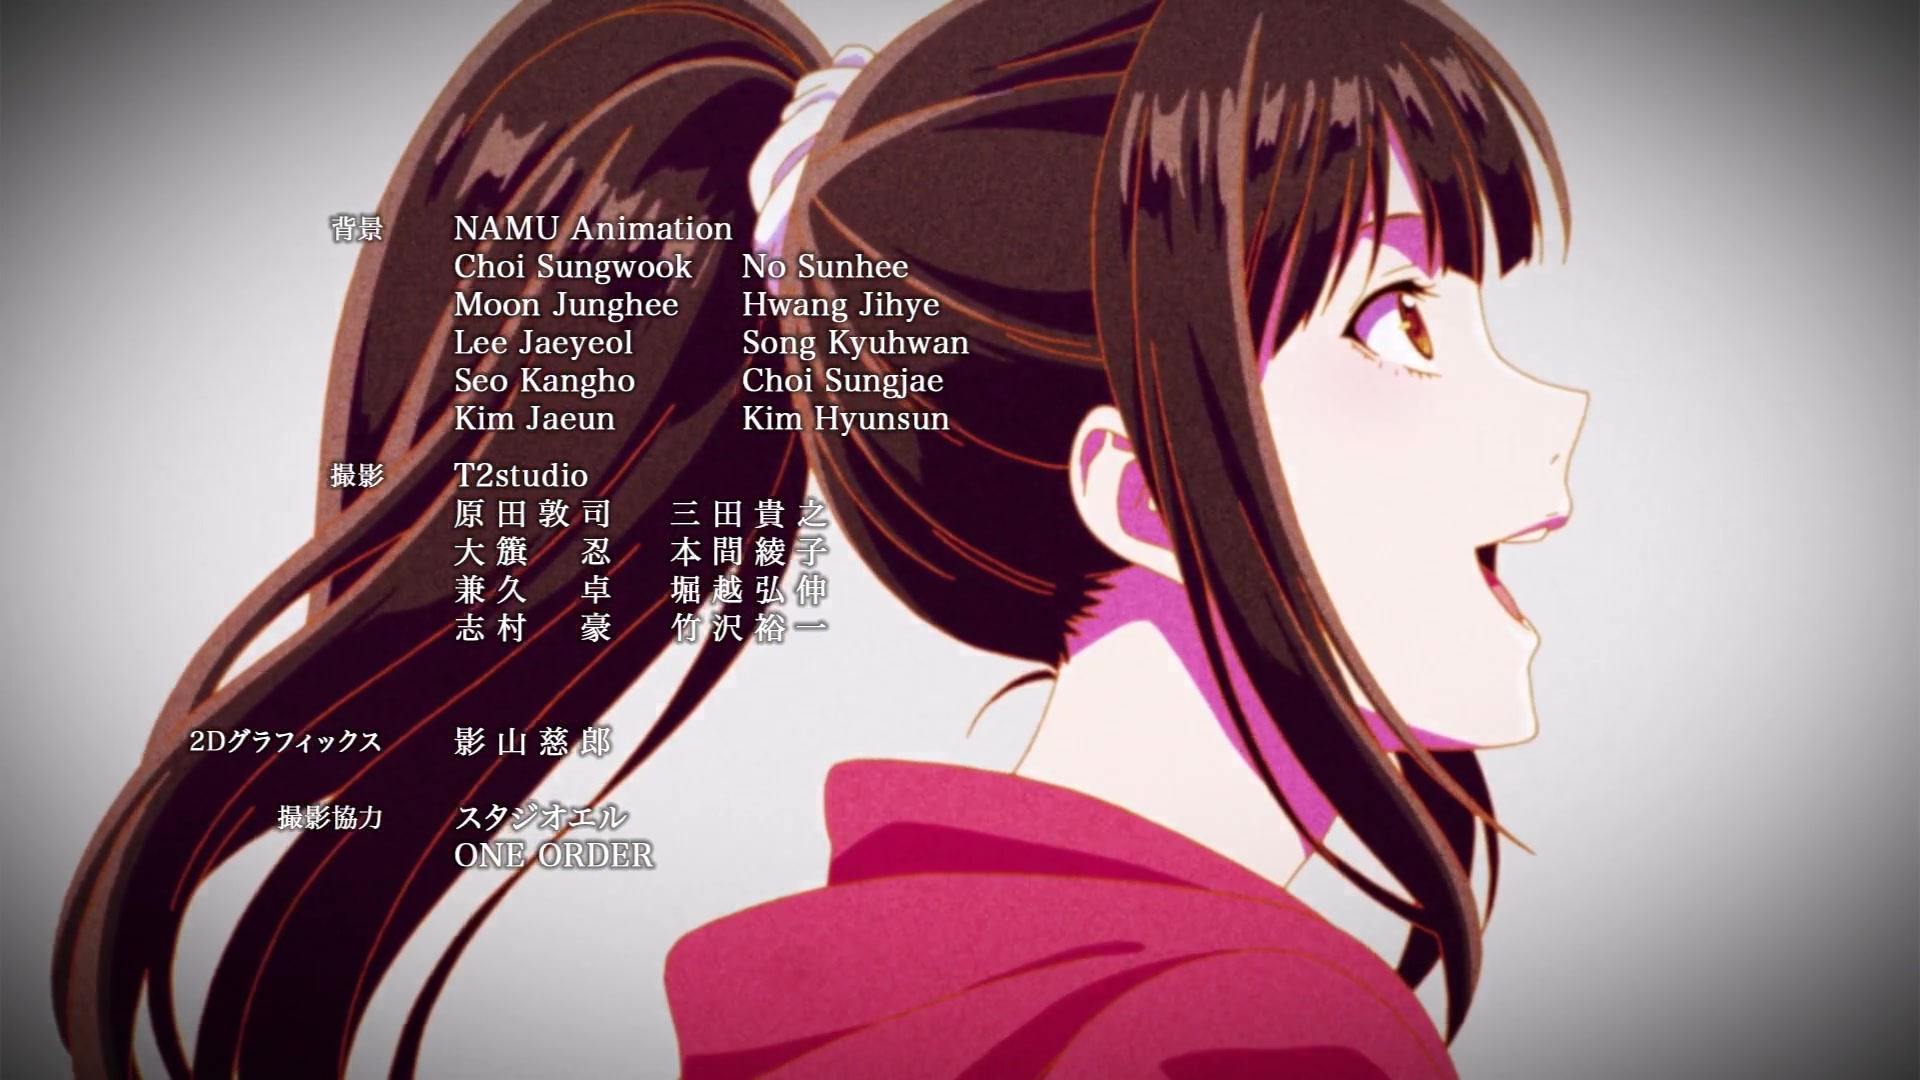 背景 NAMU Animation
Choi Sungwook No Sunhee
Moon Junghee Hwang Jihye
Lee Jaeyeol Song Kyuhwan
Seo Kangho Choi Sungjae
Kim Jaeun Kim Hyunsun
撮影 T2studio
原田敦司 三田貴之
大籏 忍 本間綾子
兼久 卓 堀越弘伸
志村 豪 竹沢裕一
2Dグラフィックス 影山慈郎
撮影協力 スタジオエル
ONE ORDER